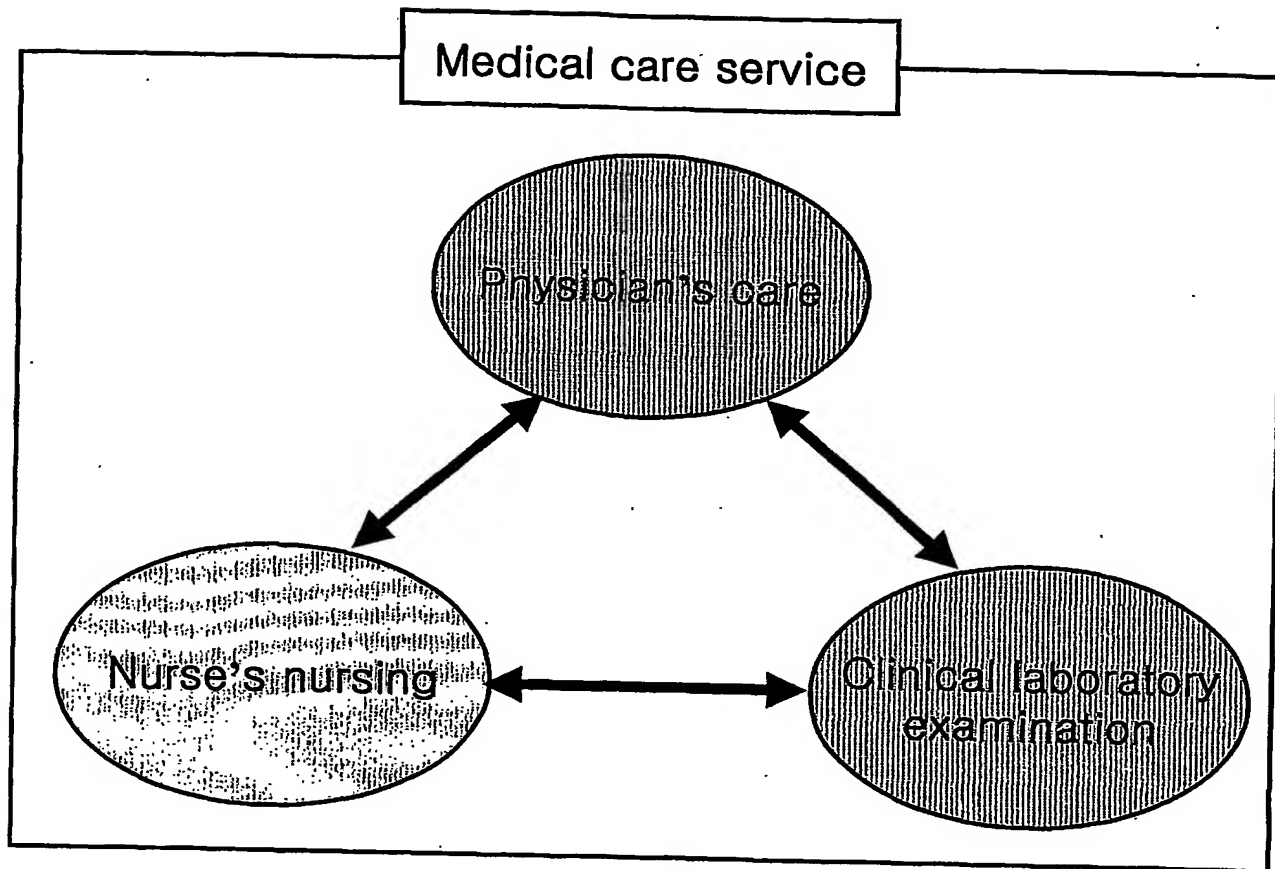 Medical care service
Physician's care
Nurse's nursing
Clinical laboratory
examination